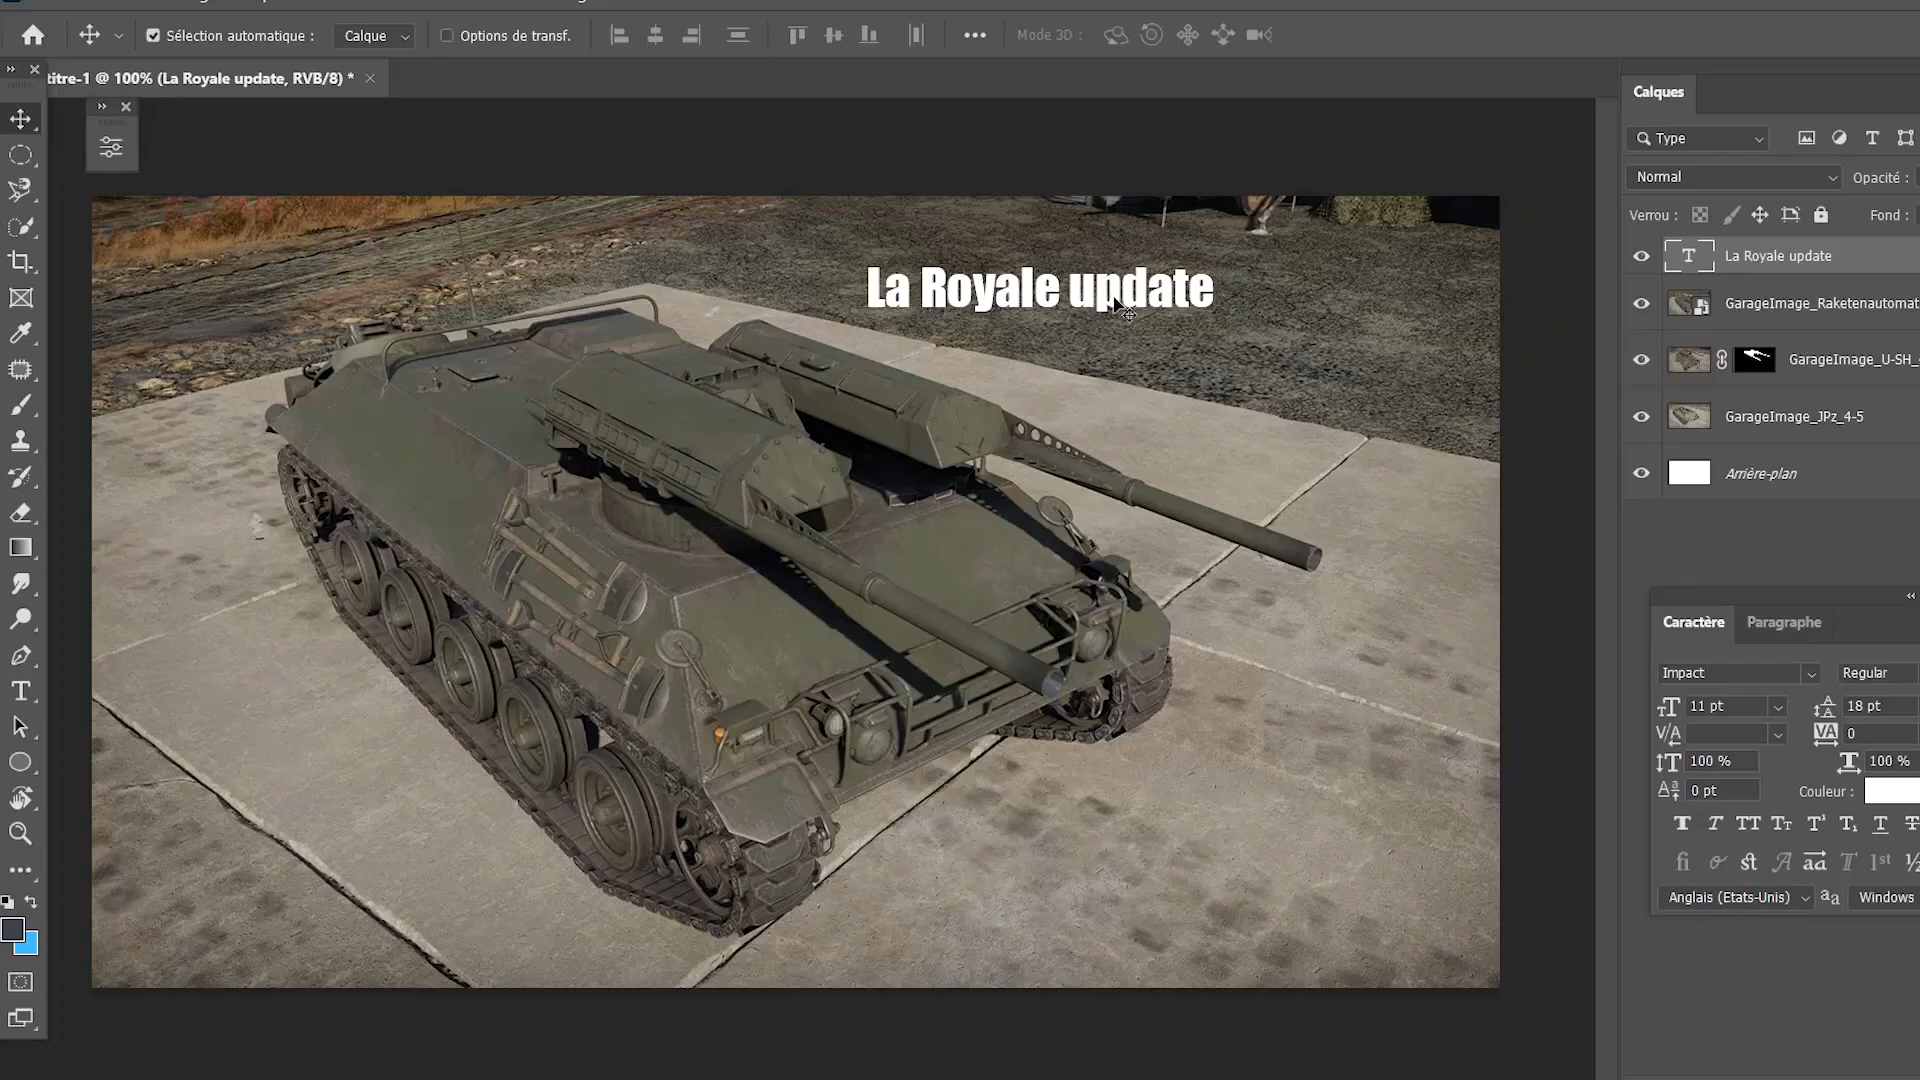 Sélection automatique :
Calque
Options de transf.
Mode 3D :
titre-1 @ 100% (La Royale update, RVB/8) *
La Royale update
Calques
Type
Normal
Opacité :
Verrou :
Fond :
La Royale update
GarageImage_Raketenautomat
GarageImage_U-SH_
GarageImage_JPz_4-5
Arrière-plan
Caractère
Paragraphe
Impact
Regular
11 pt
18 pt
0
100 %
100 %
0 pt
Couleur :
Anglais (Etats-Unis)
Windows